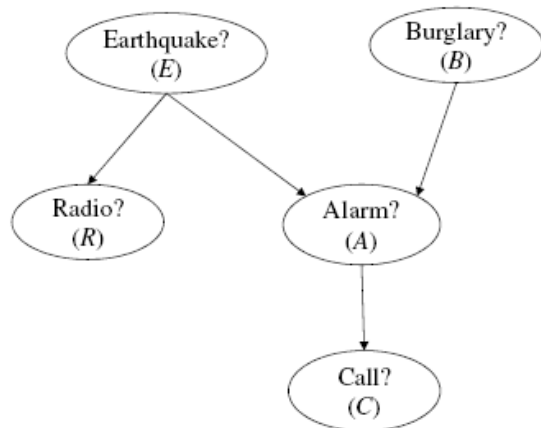 Earthquake?
(E)
Burglary?
(B)
Radio?
(R)
Alarm?
(A)
Call?
(C)